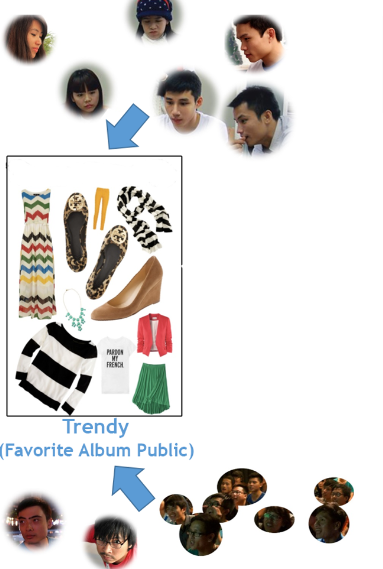 PARDON
MY
FRENCH.
Trendy
(Favorite Album Public)